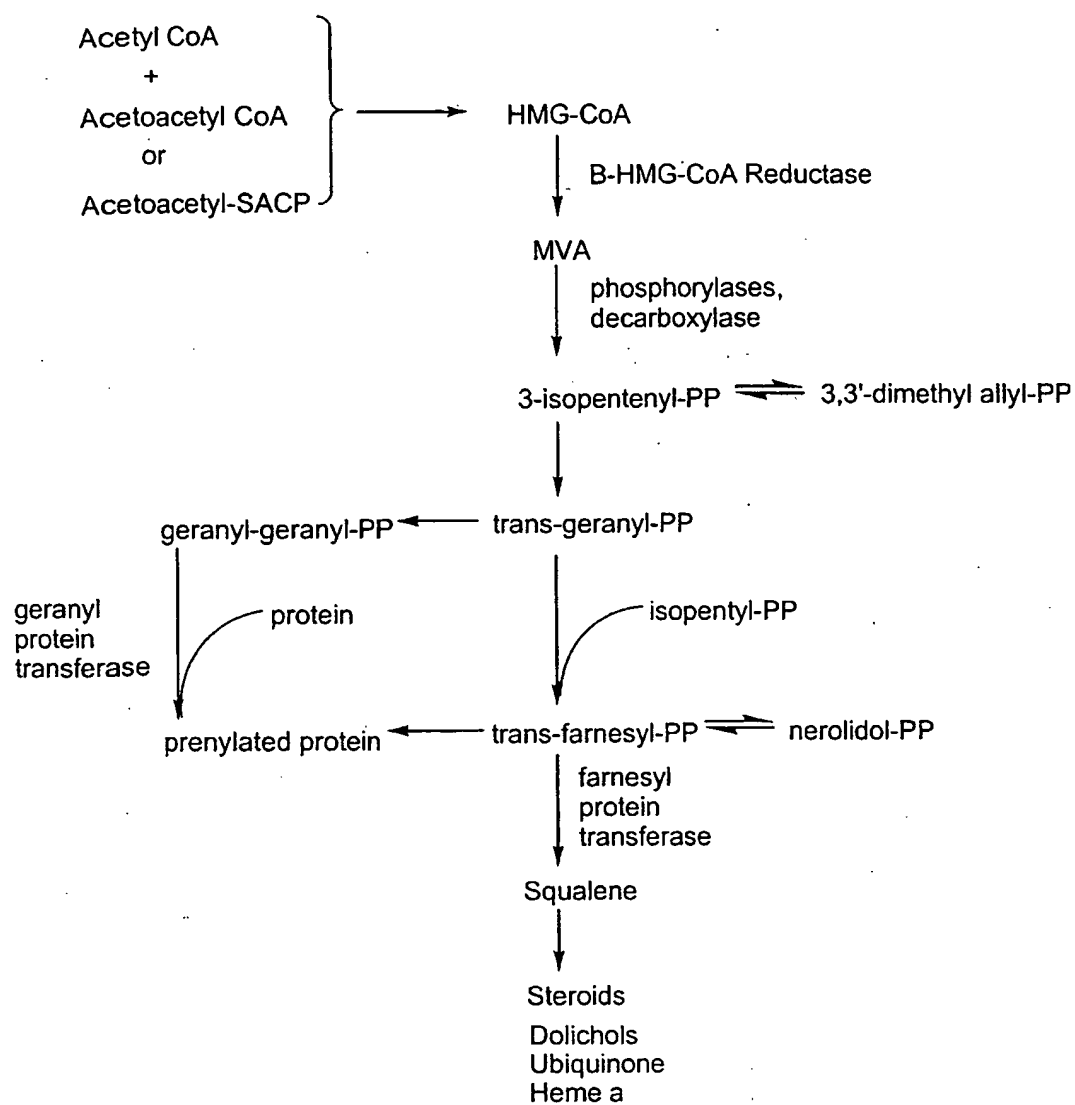 Acetyl CoA
+
Acetoacetyl CoA
or
Acetoacetyl-SACP
HMG-CoA
B-HMG-CoA Reductase
MVA
phosphorylases,
decarboxylase
3-isopentenyl-PP
3,3'-dimethyl allyl-PP
geranyl-geranyl-PP
trans-geranyl-PP
geranyl
protein
transferase
protein
isopentyl-PP
prenylated protein
trans-farnesyl-PP
nerolidol-PP
farnesyl
protein
transferase
Squalene
Steroids
Dolichols
Ubiquinone
Heme a